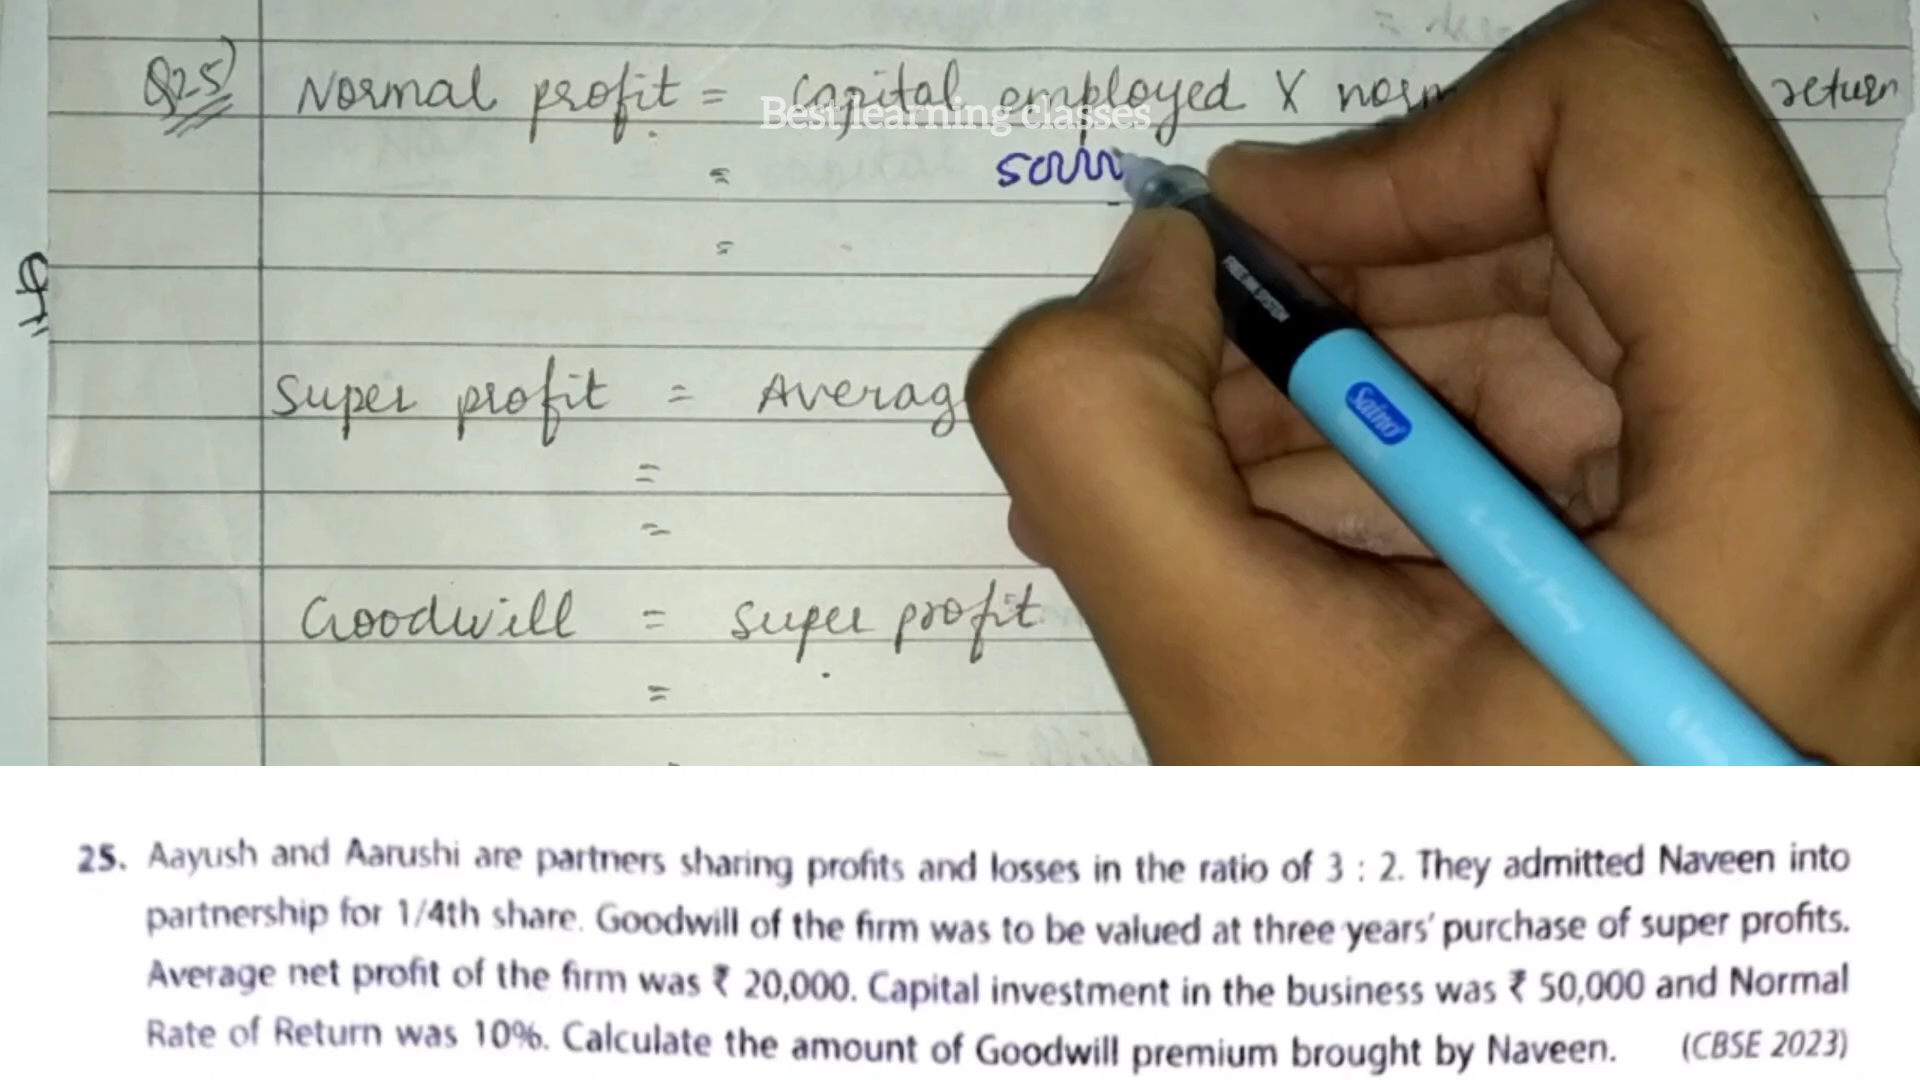 Q25) Normal profit = Capital employed X return
Best learning classes
=
=
Super profit = Average
=
=
Goodwill = Super profit
=
Saino
25. Aayush and Aarushi are partners sharing profits and losses in the ratio of 3 : 2. They admitted Naveen into
partnership for 1/4th share. Goodwill of the firm was to be valued at three years' purchase of super profits.
Average net profit of the firm was ₹ 20,000. Capital investment in the business was ₹ 50,000 and Normal
Rate of Return was 10%. Calculate the amount of Goodwill premium brought by Naveen. (CBSE 2023)